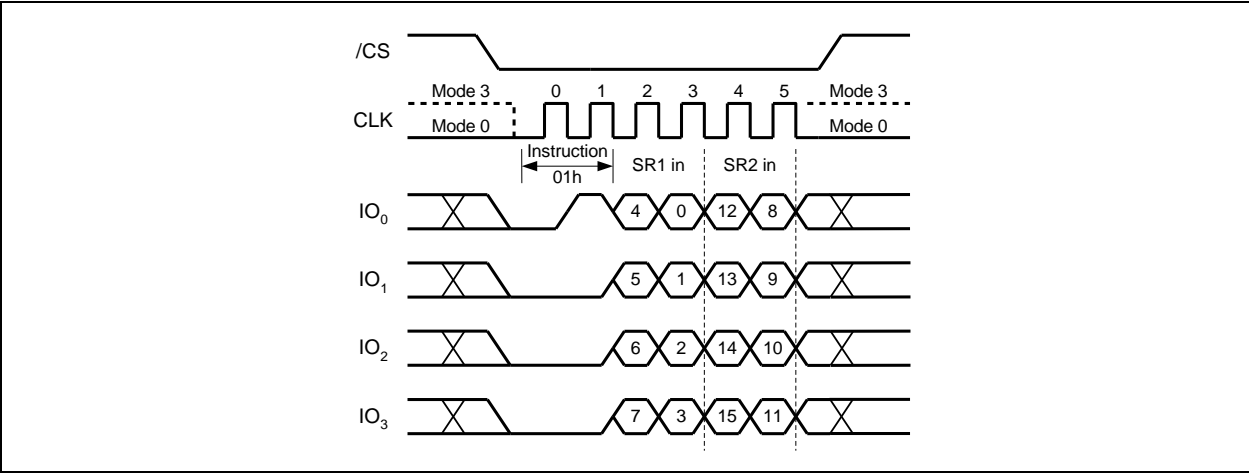 /CS
Mode 3 0 1 2 3 4 5 Mode 3
CLK
Mode 0 Mode 0
Instruction SR1 in SR2 in
01h
IO0 4 0 12 8
IO1 5 1 13 9
IO2 6 2 14 10
IO3 7 3 15 11